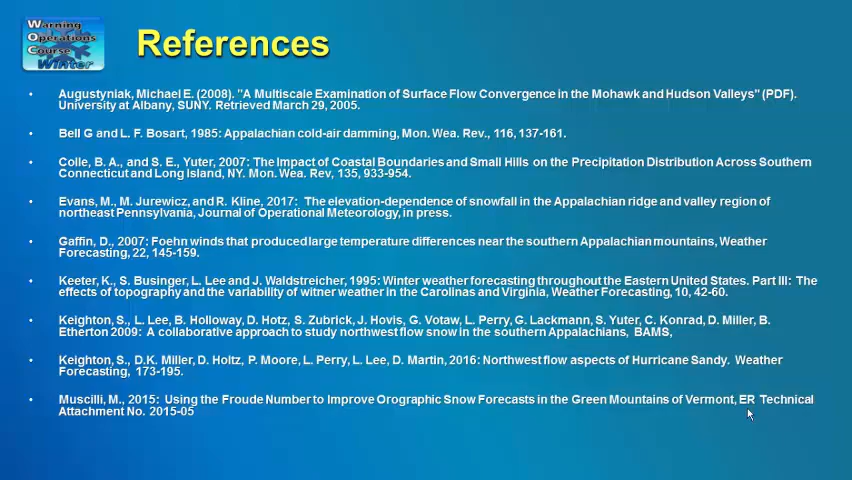 Warning
Operations
Course
Winter
References
• Augustyniak, Michael E. (2008). "A Multiscale Examination of Surface Flow Convergence in the Mohawk and Hudson Valleys" (PDF).
University at Albany, SUNY. Retrieved March 29, 2005.
• Bell G and L. F. Bosart, 1985: Appalachian cold-air damming, Mon. Wea. Rev., 116, 137-161.
• Colle, B. A., and S. E., Yuter, 2007: The Impact of Coastal Boundaries and Small Hills on the Precipitation Distribution Across Southern
Connecticut and Long Island, NY. Mon. Wea. Rev, 135, 933-954.
• Evans, M., M. Jurewicz, and R. Kline, 2017: The elevation-dependence of snowfall in the Appalachian ridge and valley region of
northeast Pennsylvania, Journal of Operational Meteorology, in press.
• Gaffin, D., 2007: Foehn winds that produced large temperature differences near the southern Appalachian mountains, Weather
Forecasting, 22, 145-159.
• Keeter, K., S. Businger, L. Lee and J. Waldstreicher, 1995: Winter weather forecasting throughout the Eastern United States. Part III: The
effects of topography and the variability of witner weather in the Carolinas and Virginia, Weather Forecasting, 10, 42-60.
• Keighton, S., L. Lee, B. Holloway, D. Hotz, S. Zubrick, J. Hovis, G. Votaw, L. Perry, G. Lackmann, S. Yuter, C. Konrad, D. Miller, B.
Etherton 2009: A collaborative approach to study northwest flow snow in the southern Appalachians, BAMS,
• Keighton, S., D.K. Miller, D. Holtz, P. Moore, L. Perry, L. Lee, D. Martin, 2016: Northwest flow aspects of Hurricane Sandy. Weather
Forecasting, 173-195.
• Muscilli, M., 2015: Using the Froude Number to Improve Orographic Snow Forecasts in the Green Mountains of Vermont, ER Technical
Attachment No. 2015-05